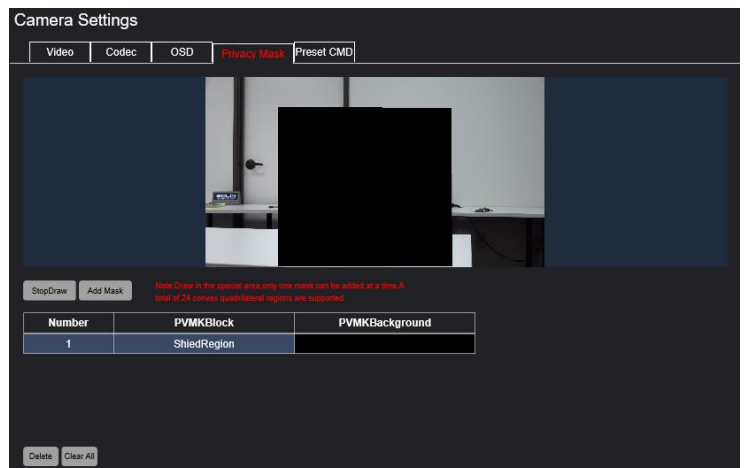 Camera Settings
Video Codec OSD Privacy Mask Preset CMD
StopDraw Add Mask
Note:Draw in the special area,only one mask can be added at a time,A
total of 24 convex quadrilateral regions are supported
Number PVMKBlock PVMKBackground
1 ShiedRegion
Delete Clear All